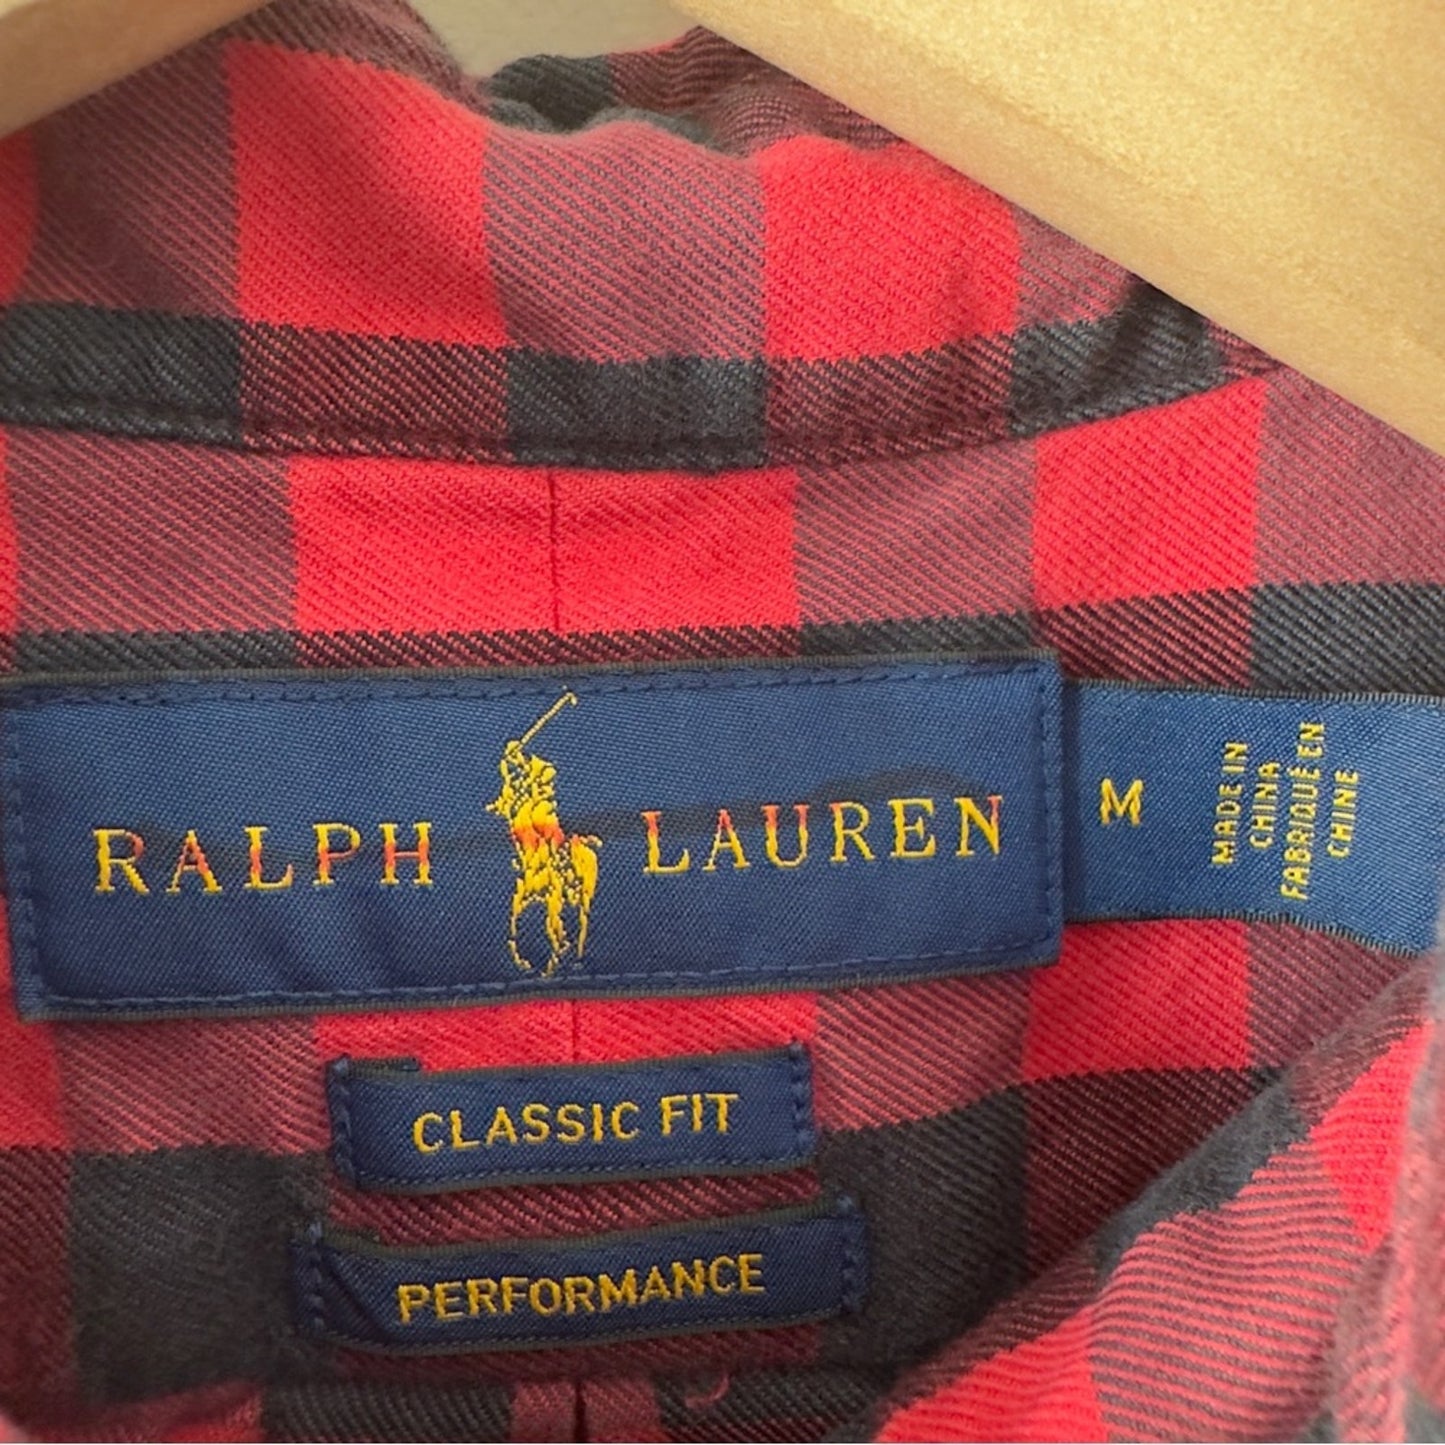 RALPH LAUREN
M
MADE IN
CHINA
FABRIQUÉ EN
CHINE
CLASSIC FIT
PERFORMANCE